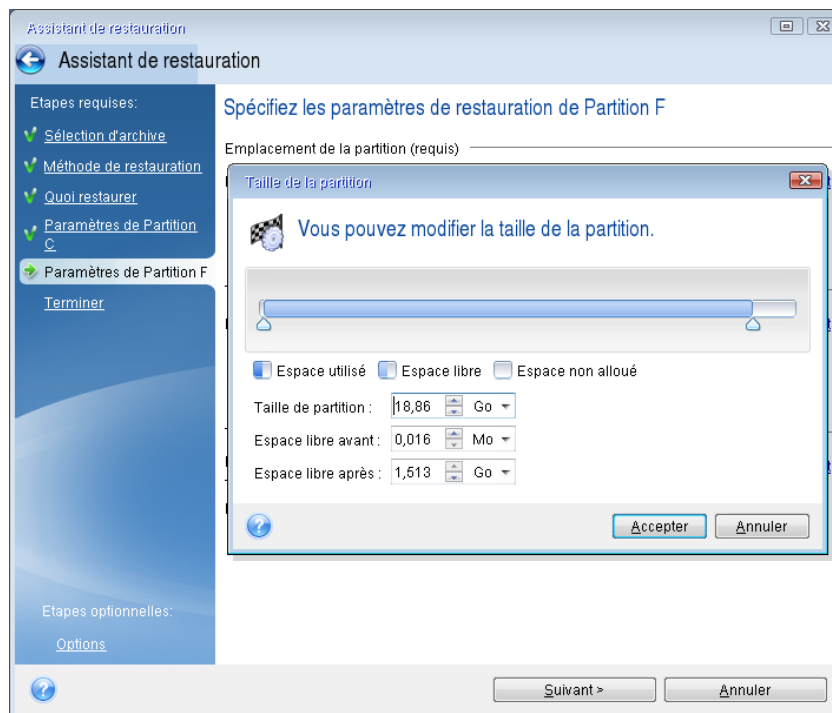 Assistant de restauration
Assistant de restauration
Etapes requises:
Sélection d'archive
Méthode de restauration
Quoi restaurer
Paramètres de Partition
C
Paramètres de Partition F
Terminer
Etapes optionnelles:
Options
Spécifiez les paramètres de restauration de Partition F
Emplacement de la partition (requis)
Taille de la partition
Vous pouvez modifier la taille de la partition.
Espace utilisé Espace libre Espace non alloué
Taille de partition : 18,86 Go
Espace libre avant : 0,016 Mo
Espace libre après : 1,513 Go
Accepter Annuler
Suivant > Annuler